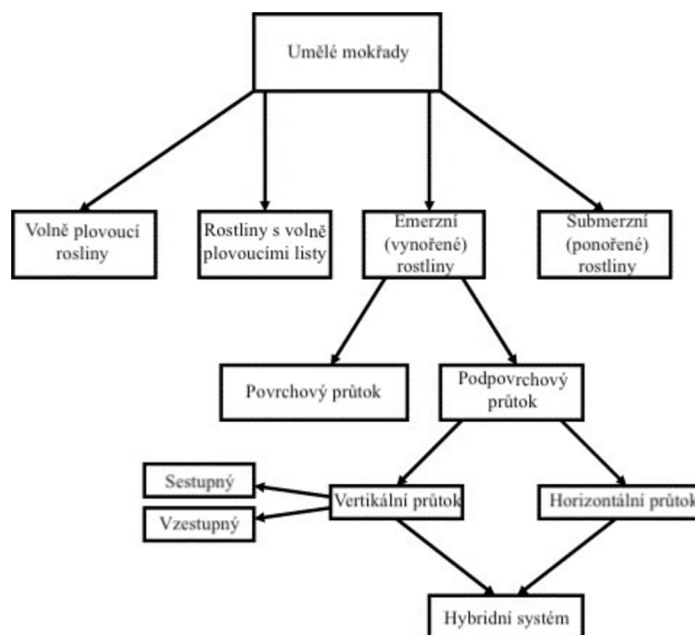 Umělé mokřady
Volně plovoucí
rosliny
Rostliny s volně
plovoucími listy
Emerzní
(vynořené)
rostliny
Submerzní
(ponořené)
rostliny
Povrchový průtok
Podpovrchový
průtok
Sestupný
Vzestupný
Vertikální průtok
Horizontální průtok
Hybridní systém